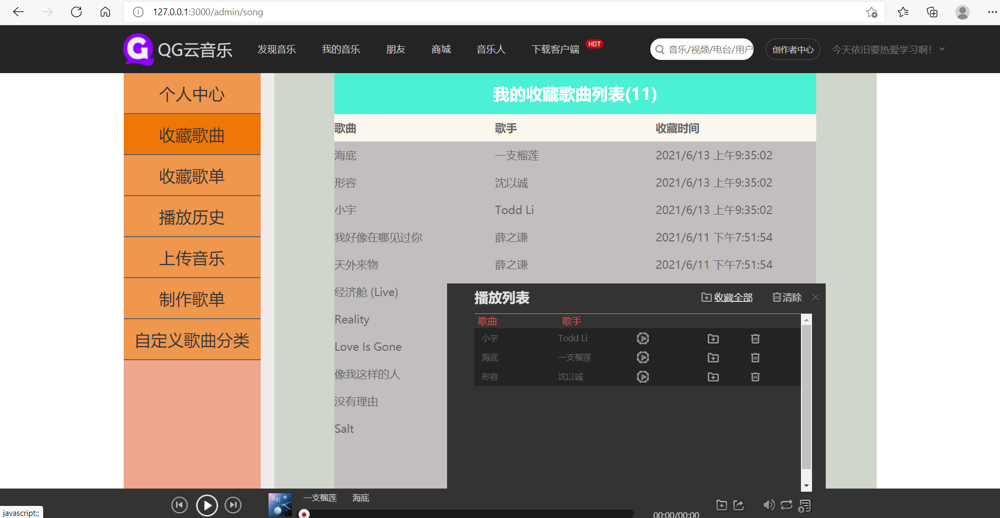 127.0.0.1:3000/admin/song
QG云音乐 发现音乐 我的音乐 朋友 商城 音乐人 下载客户端 HOT 音乐/视频/电台/用户 创作者中心 今天依旧要热爱学习啊！
个人中心
收藏歌曲
收藏歌单
播放历史
上传音乐
制作歌单
自定义歌曲分类
我的收藏歌曲列表(11)
歌曲 歌手 收藏时间
海底 一支榴莲 2021/6/13 上午9:35:02
形容 沈以诚 2021/6/13 上午9:35:02
小宇 Todd Li 2021/6/13 上午9:35:02
我好像在哪见过你 薛之谦 2021/6/11 下午7:51:54
天外来物 薛之谦 2021/6/11 下午7:51:54
经济舱 (Live)
Reality
Love Is Gone
像我这样的人
没有理由
Salt
播放列表 收藏全部 清除
歌曲 歌手
小宇 Todd Li
海底 一支榴莲
形容 沈以诚
一支榴莲 海底
00:00/00:00
javascript:;